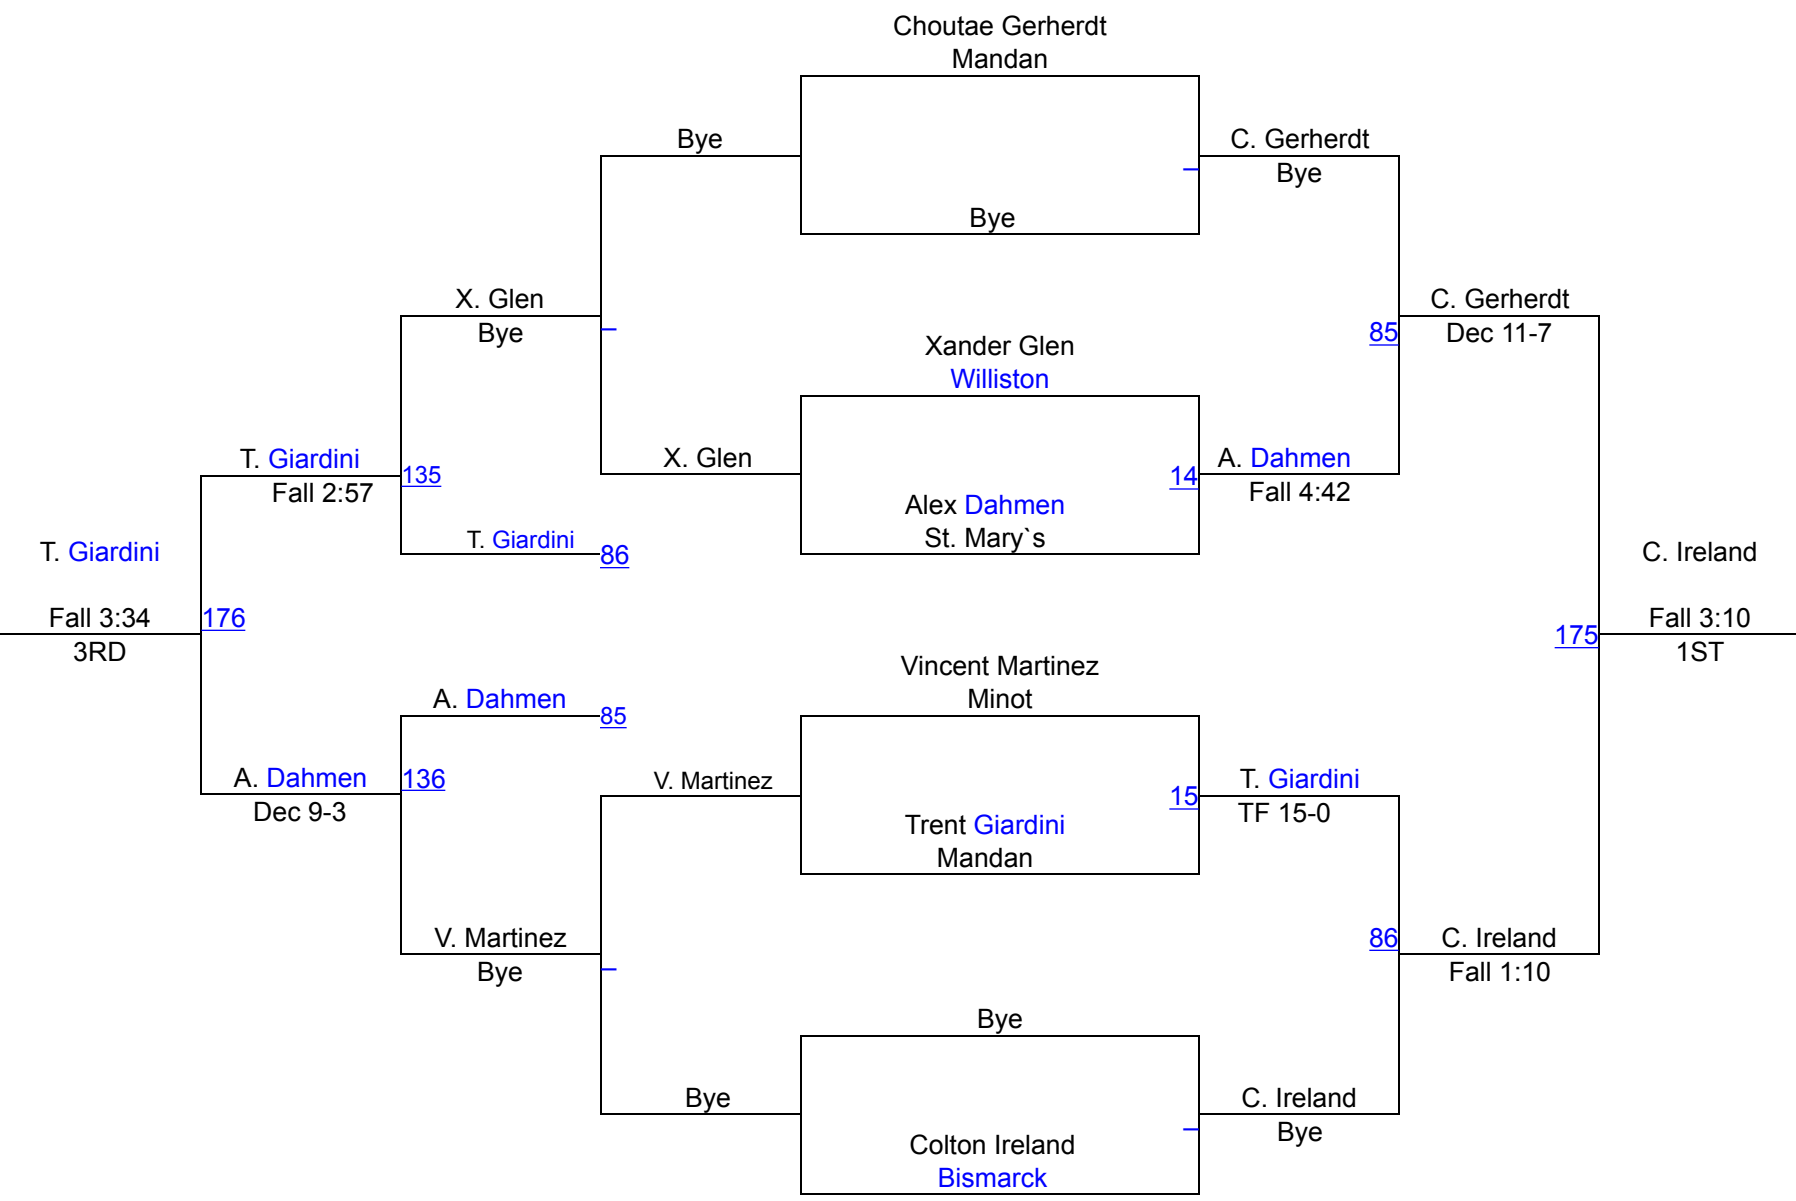 Choutae Gerherdt
Mandan
Bye
C. Gerherdt
Bye
Bye
X. Glen
Bye
C. Gerherdt
85
Dec 11-7
Xander Glen
Williston
T. Giardini
135
Fall 2:57
X. Glen
14
A. Dahmen
Fall 4:42
Alex Dahmen
St. Mary`s
T. Giardini
86
T. Giardini
Fall 3:34
176
3RD
C. Ireland
175
Fall 3:10
1ST
Vincent Martinez
Minot
A. Dahmen
85
A. Dahmen
136
Dec 9-3
V. Martinez
15
T. Giardini
TF 15-0
Trent Giardini
Mandan
V. Martinez
Bye
86
C. Ireland
Fall 1:10
Bye
Bye
C. Ireland
Bye
Colton Ireland
Bismarck